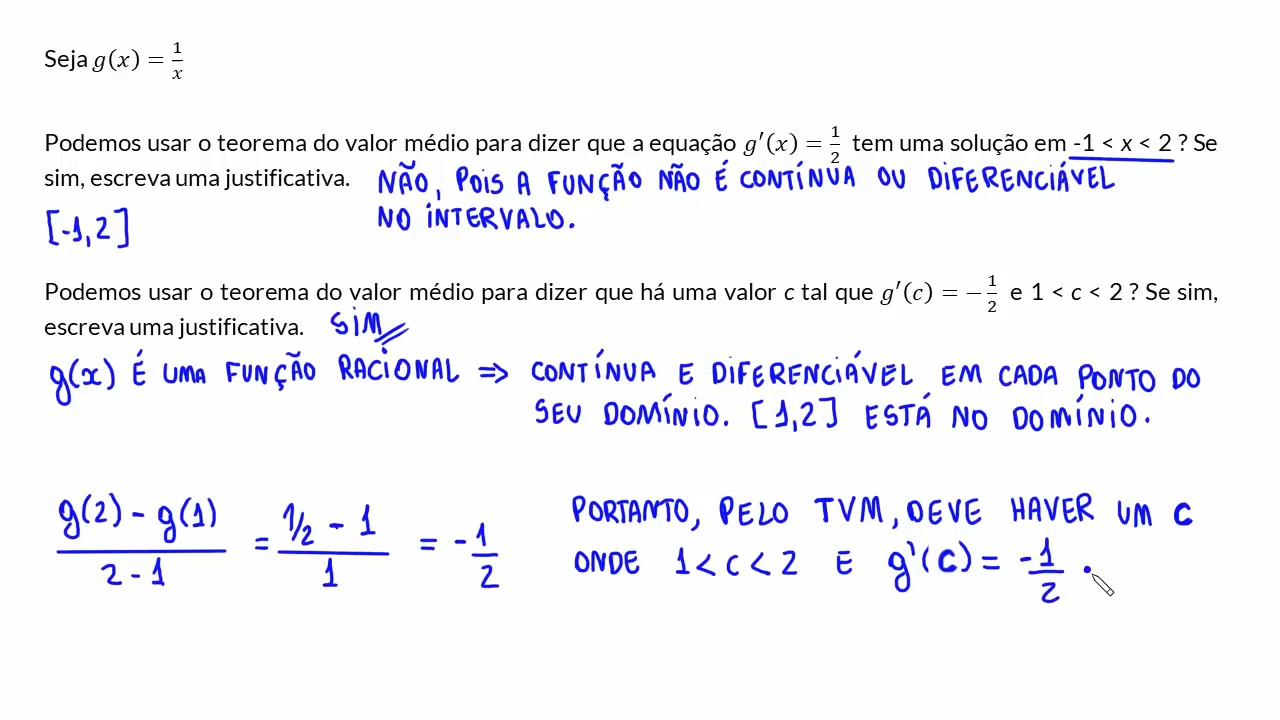 Seja g(x) = 1/x
Podemos usar o teorema do valor médio para dizer que a equação g′(x) = 1/2 tem uma solução em -1 < x < 2 ? Se
sim, escreva uma justificativa. NÃO, POIS A FUNÇÃO NÃO É CONTÍNUA OU DIFERENCIÁVEL
[-1,2] NO INTERVALO.
Podemos usar o teorema do valor médio para dizer que há uma valor c tal que g′(c) = −1/2 e 1 < c < 2 ? Se sim,
escreva uma justificativa. SIM
g(x) É UMA FUNÇÃO RACIONAL ⇒ CONTÍNUA E DIFERENCIÁVEL EM CADA PONTO DO
SEU DOMÍNIO. [1,2] ESTÁ NO DOMÍNIO.
(g(2) - g(1))/(2 - 1) = (1/2 - 1)/1 = -1/2
PORTANTO, PELO TVM, DEVE HAVER UM C
ONDE 1 < C < 2 E g'(C) = -1/2 .